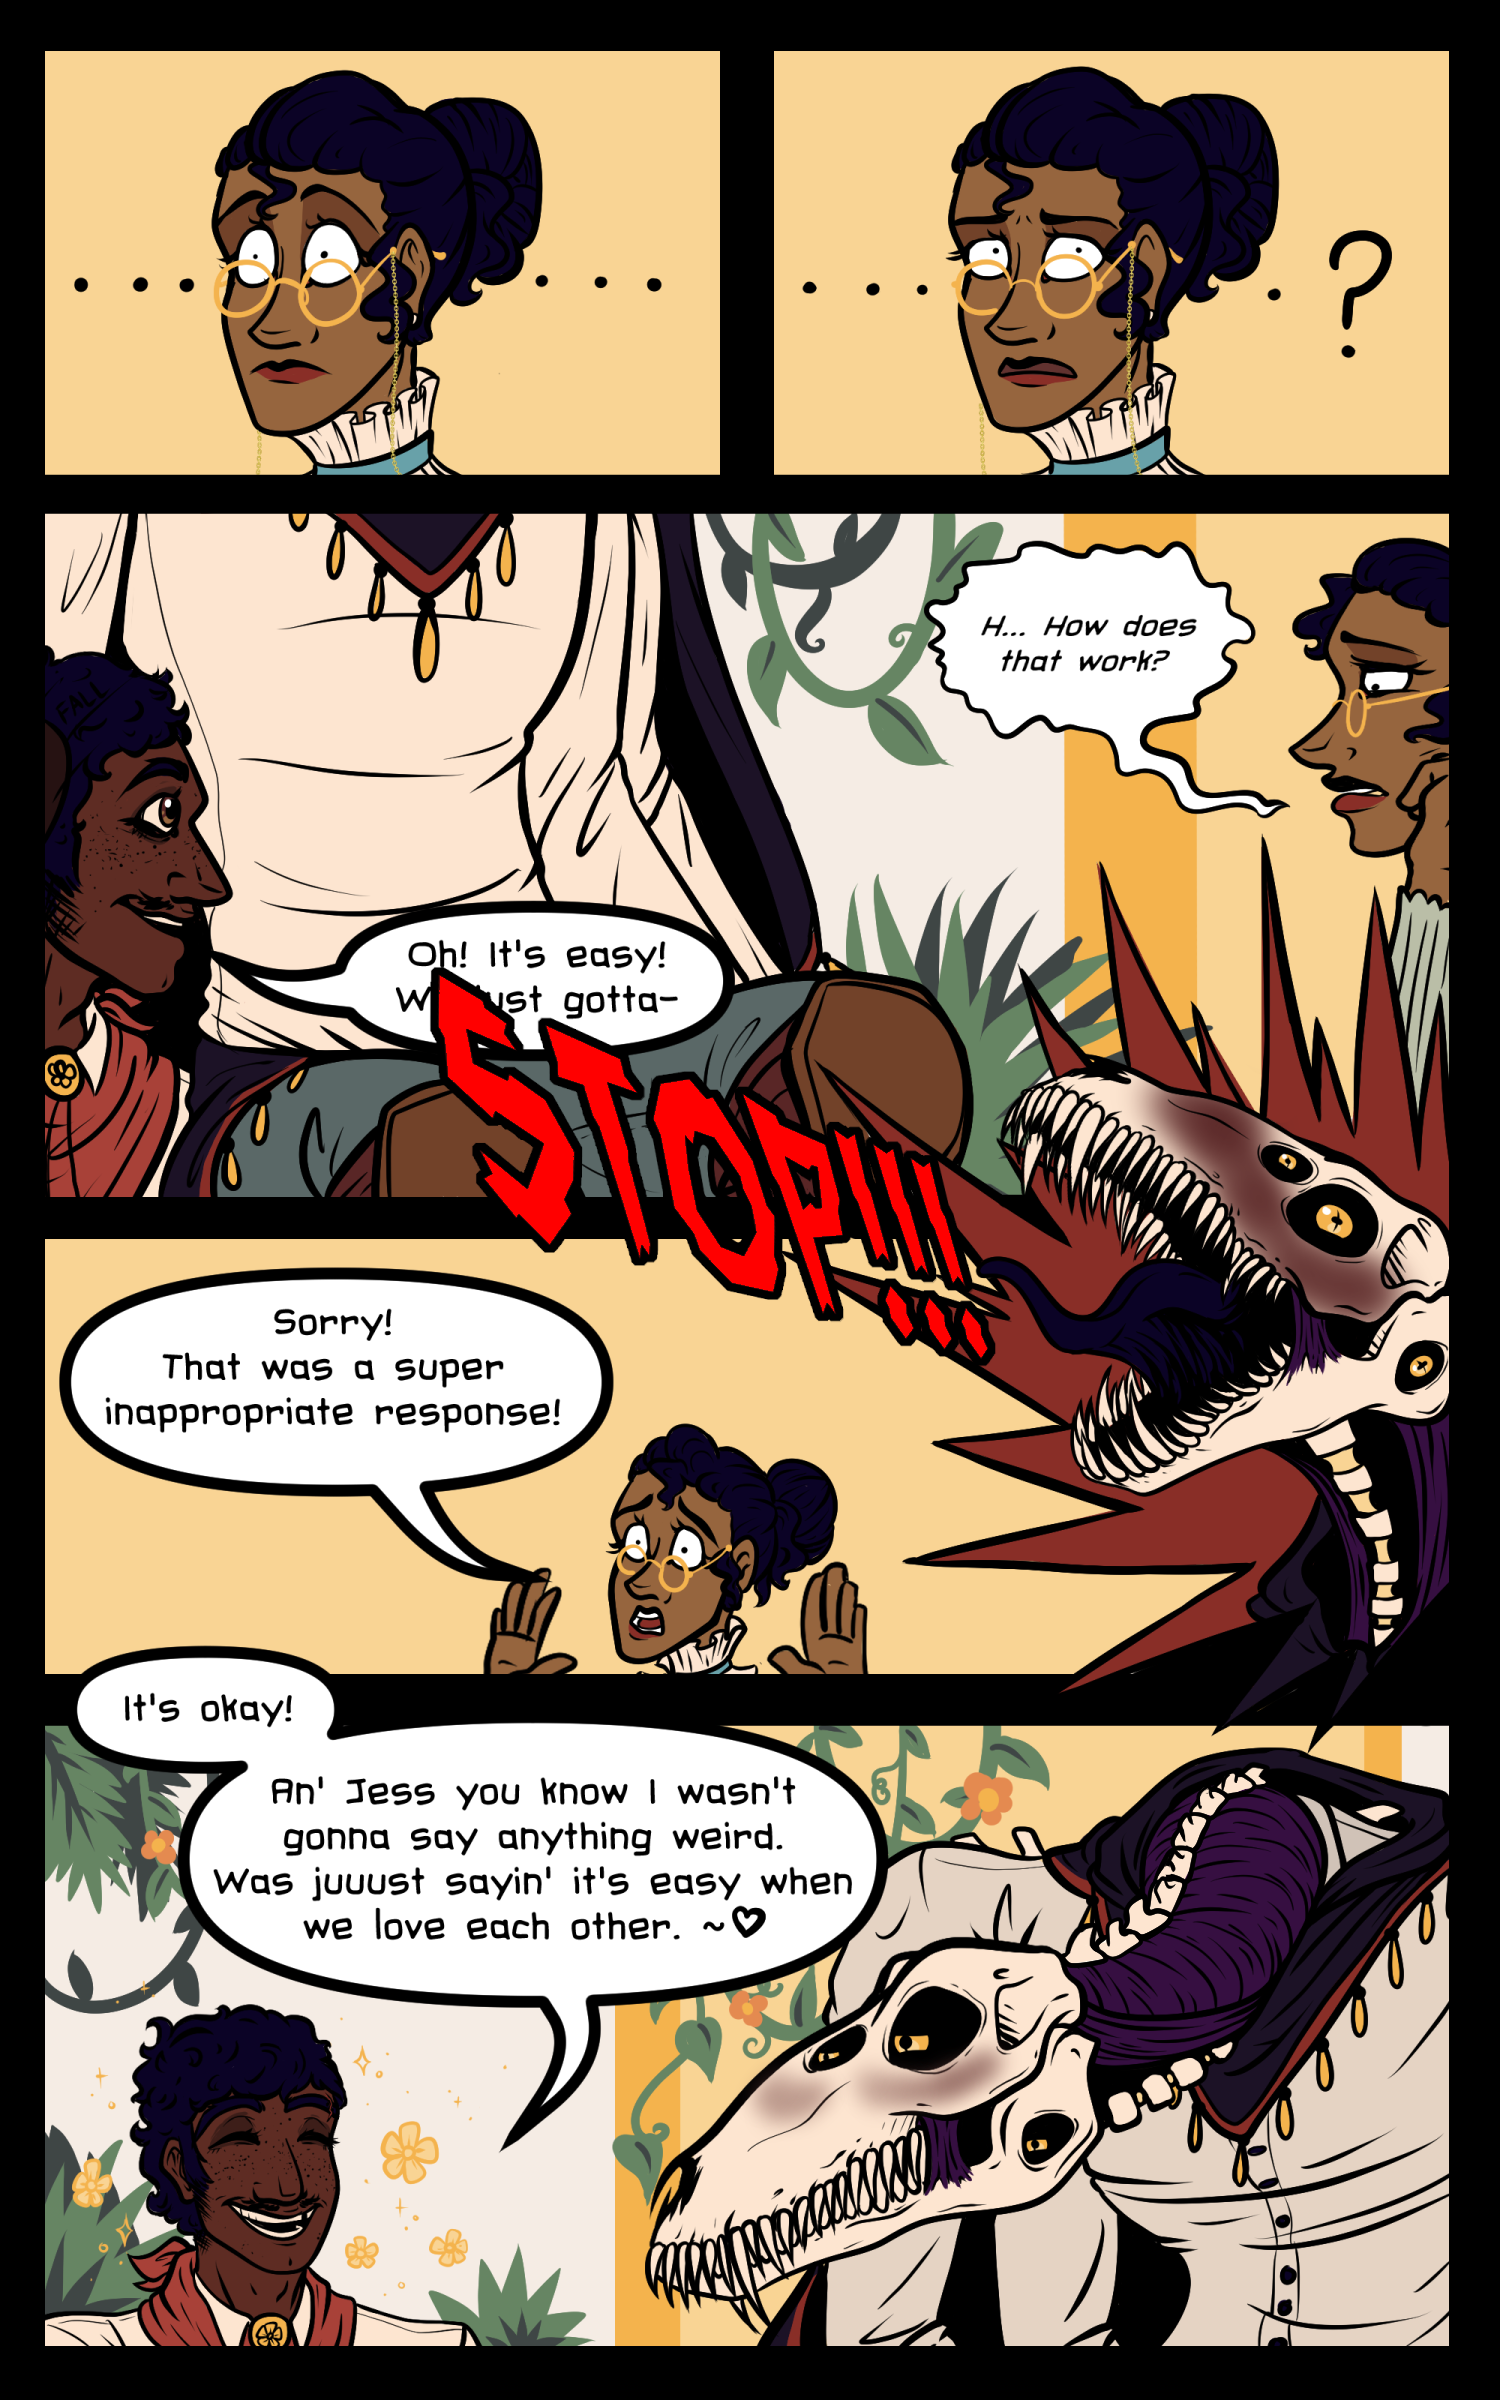 . . . . . . .
. . . . ?
H... How does
that work?
FALL
Oh! It's easy!
We just gotta-
STOP!!!
Sorry!
That was a super
inappropriate response!
It's okay!
An' Jess you know I wasn't
gonna say anything weird.
Was juuust sayin' it's easy when
we love each other. ~♡